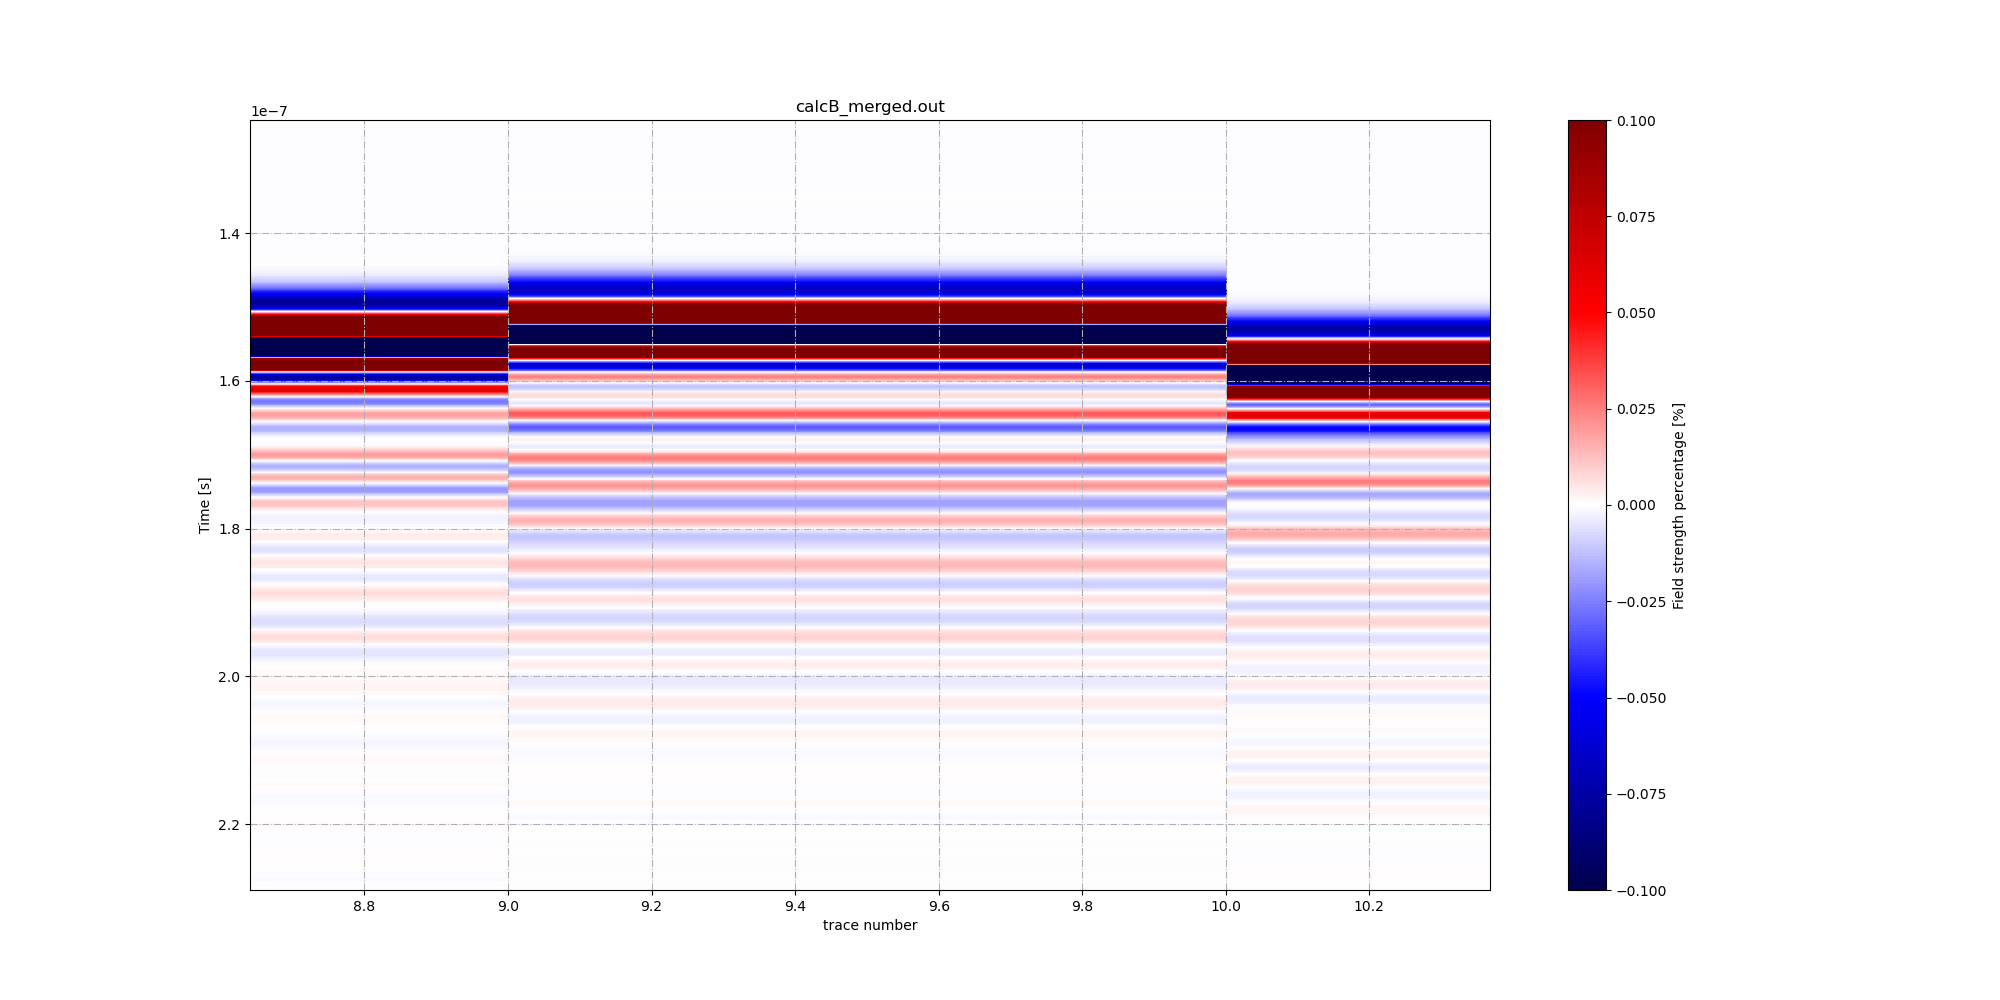 calcB_merged.out
1e−7
1.4
1.6
1.8
2.0
2.2
Time [s]
8.8 9.0 9.2 9.4 9.6 9.8 10.0 10.2
trace number
0.100
0.075
0.050
0.025
0.000
−0.025
−0.050
−0.075
−0.100
Field strength percentage [%]